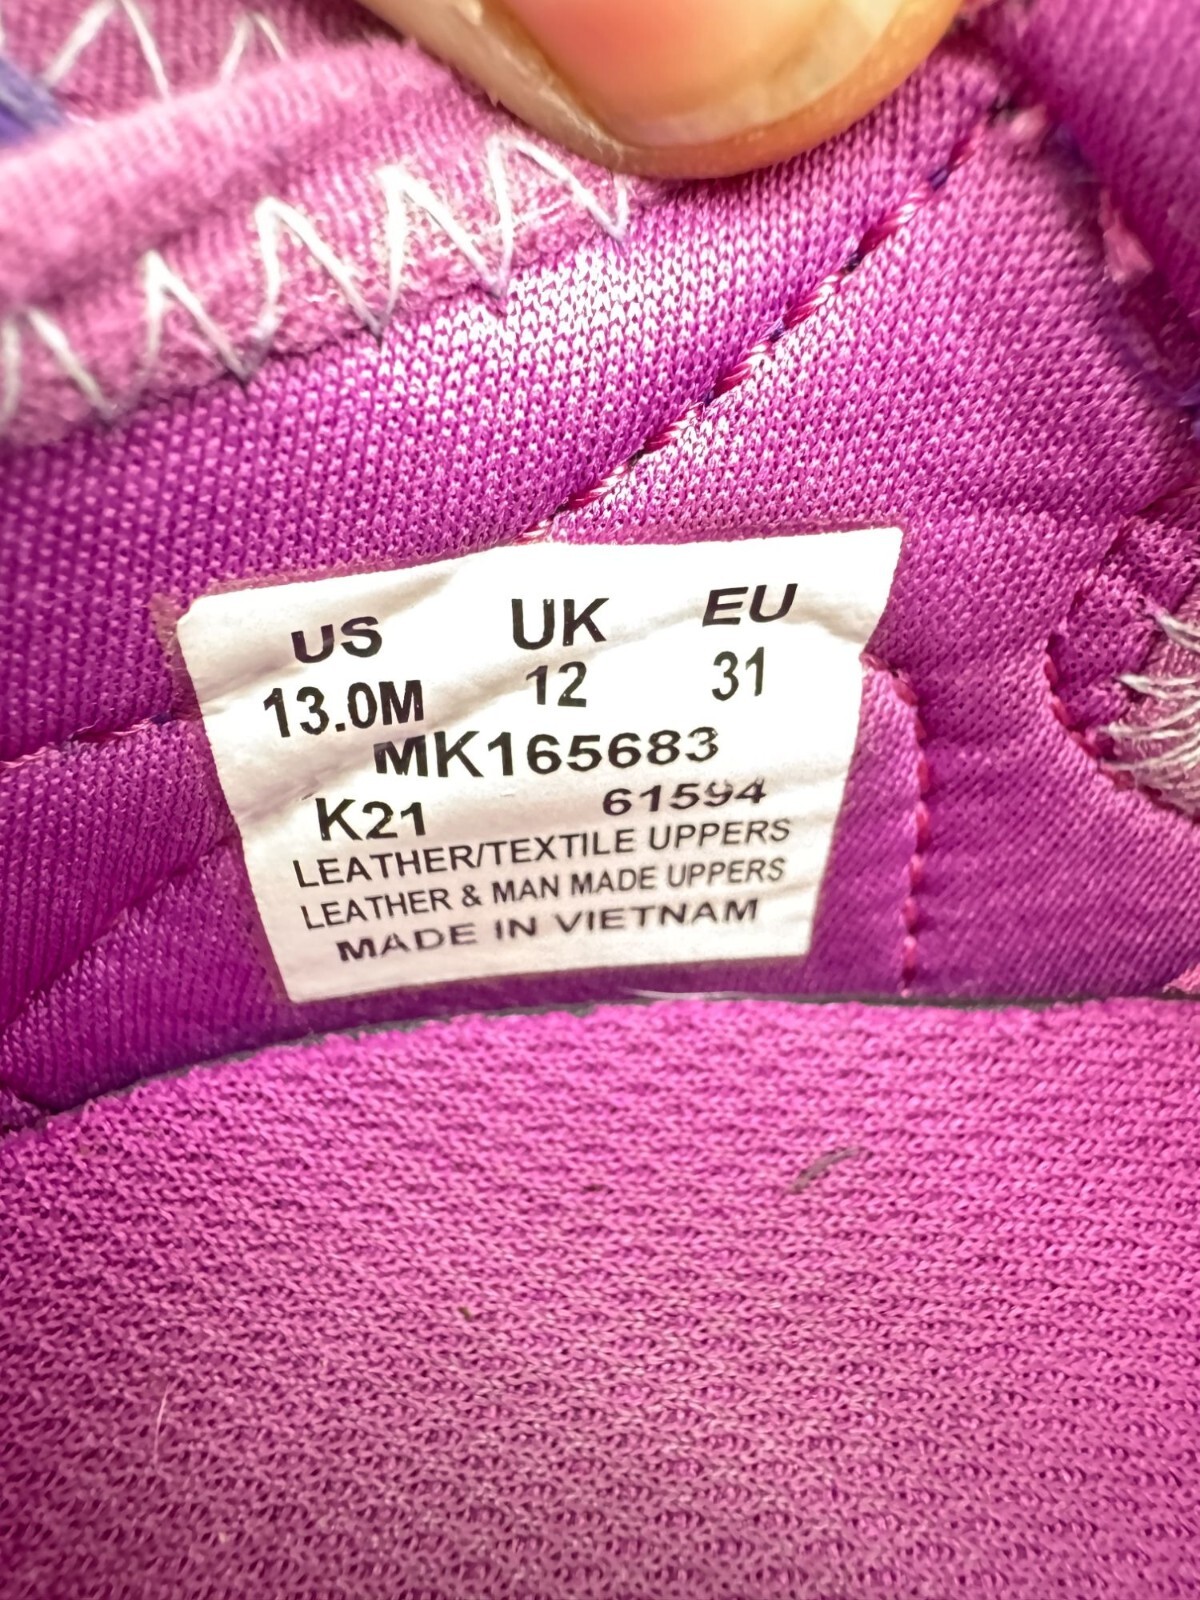 US UK EU
13.0M 12 31
MK165683
K21 61594
LEATHER/TEXTILE UPPERS
LEATHER & MAN MADE UPPERS
MADE IN VIETNAM